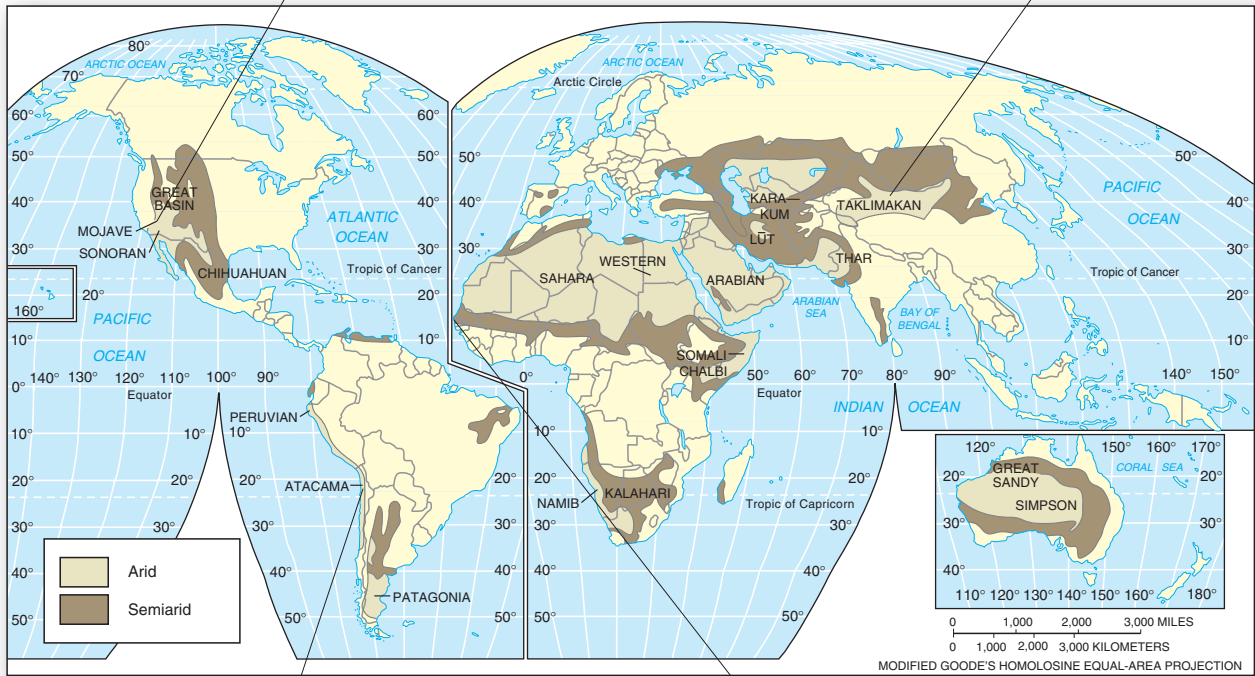 80°
ARCTIC OCEAN
70°
60°
50°
40°
30°
20°
160°
GREAT
BASIN
MOJAVE
SONORAN
CHIHUAHUAN
ATLANTIC
OCEAN
Tropic of Cancer
PACIFIC
OCEAN
10°
0°
140° 130° 120° 110° 100° 90°
Equator
10°
20°
30°
40°
50°
10°
20°
30°
PERUVIAN
ATACAMA
PATAGONIA
10°
20°
30°
40°
50°
20°
30°
40°
50°
Arid
Semiarid
ARCTIC OCEAN
Arctic Circle
60°
50°
40°
30°
20°
10°
0°
50°
PACIFIC
OCEAN
KARA
KUM
TAKLIMAKAN
LŪT
THAR
WESTERN
SAHARA
ARABIAN
Tropic of Cancer
ARABIAN
SEA
BAY OF
BENGAL
30°
20°
10°
SOMALI
CHALBI
50° 60° 70° 80° 90° 140° 150°
Equator
INDIAN OCEAN
10°
20°
30°
40°
50°
10°
20°
30°
40°
50°
NAMIB
KALAHARI
Tropic of Capricorn
120° 150° 160° 170°
CORAL SEA
GREAT
SANDY
SIMPSON
20°
30°
40°
110° 120° 130° 140° 150° 160° 180°
0 1,000 2,000 3,000 MILES
0 1,000 2,000 3,000 KILOMETERS
MODIFIED GOODE'S HOMOLOSINE EQUAL-AREA PROJECTION